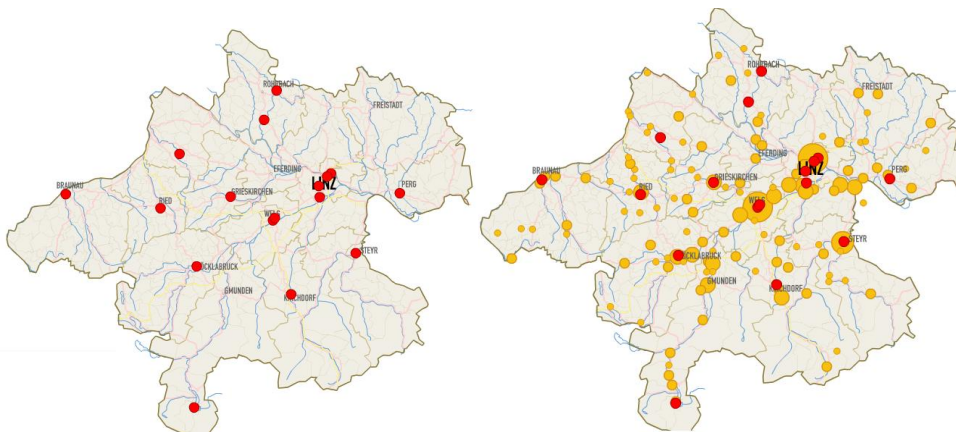 ROHRBACH
FREISTADT
EFERDING
LINZ
BRAUNAU
GRIESKIRCHEN
PERG
RIED
WELS
STEYR
VÖCKLABRUCK
GMUNDEN
KIRCHDORF
ROHRBACH
FREISTADT
EFERDING
LINZ
BRAUNAU
GRIESKIRCHEN
PERG
RIED
WELS
STEYR
VÖCKLABRUCK
GMUNDEN
KIRCHDORF